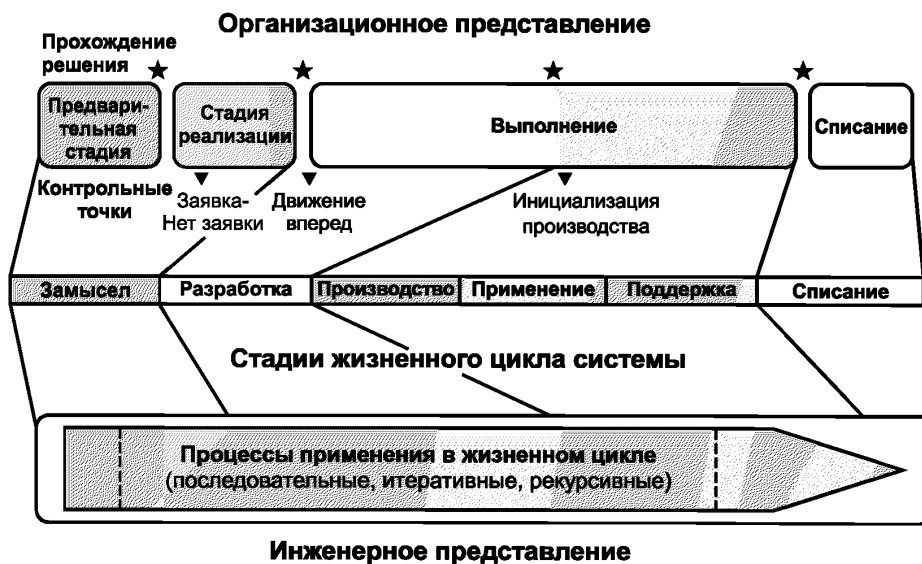 Организационное представление
Прохождение
решения
Предвари-
тельная
стадия
Стадия
реализации
Выполнение
Списание
Контрольные
точки
Заявка-
Нет заявки
Движение
вперед
Инициализация
производства
Замысел
Разработка
Производство
Применение
Поддержка
Списание
Стадии жизненного цикла системы
Процессы применения в жизненном цикле
(последовательные, итеративные, рекурсивные)
Инженерное представление